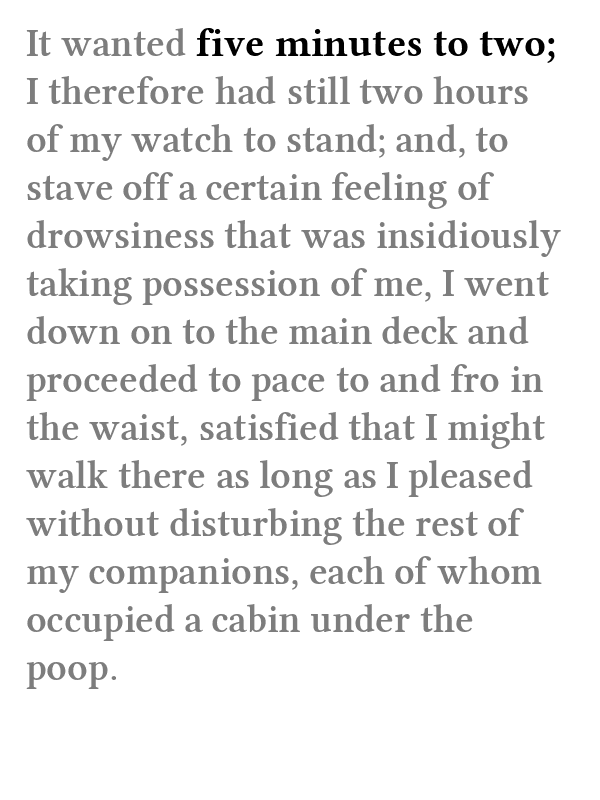 It wanted five minutes to two;
I therefore had still two hours
of my watch to stand; and, to
stave off a certain feeling of
drowsiness that was insidiously
taking possession of me, I went
down on to the main deck and
proceeded to pace to and fro in
the waist, satisfied that I might
walk there as long as I pleased
without disturbing the rest of
my companions, each of whom
occupied a cabin under the
poop.